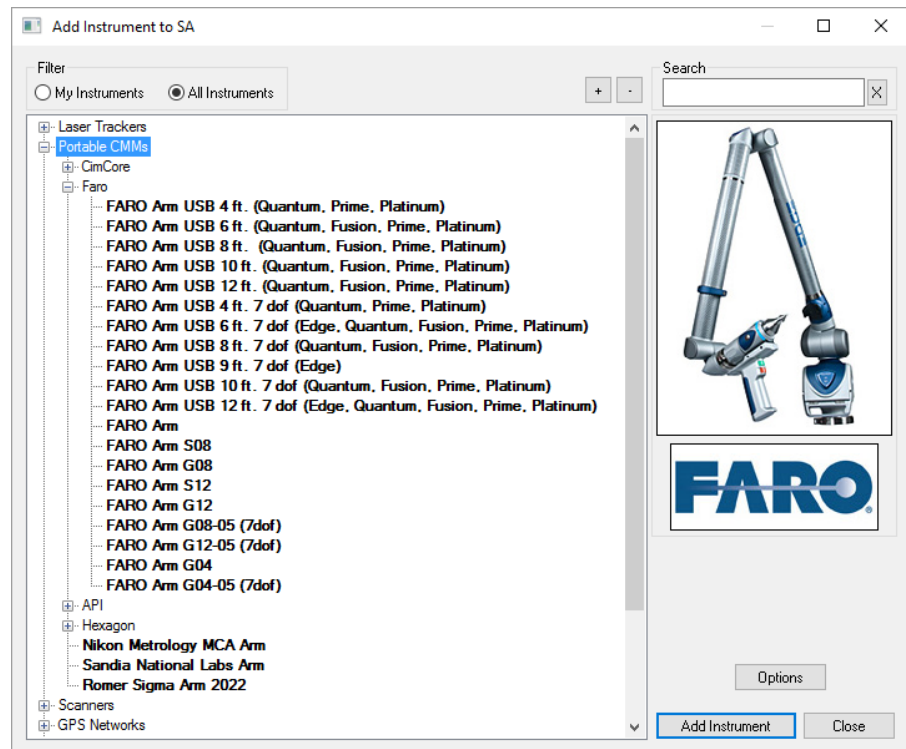 Add Instrument to SA
Filter
My Instruments All Instruments
+ -
Search
X
Laser Trackers
Portable CMMs
CimCore
Faro
FARO Arm USB 4 ft. (Quantum, Prime, Platinum)
FARO Arm USB 6 ft. (Quantum, Fusion, Prime, Platinum)
FARO Arm USB 8 ft. (Quantum, Fusion, Prime, Platinum)
FARO Arm USB 10 ft. (Quantum, Fusion, Prime, Platinum)
FARO Arm USB 12 ft. (Quantum, Fusion, Prime, Platinum)
FARO Arm USB 4 ft. 7 dof (Quantum, Prime, Platinum)
FARO Arm USB 6 ft. 7 dof (Edge, Quantum, Fusion, Prime, Platinum)
FARO Arm USB 8 ft. 7 dof (Quantum, Fusion, Prime, Platinum)
FARO Arm USB 9 ft. 7 dof (Edge)
FARO Arm USB 10 ft. 7 dof (Quantum, Fusion, Prime, Platinum)
FARO Arm USB 12 ft. 7 dof (Edge, Quantum, Fusion, Prime, Platinum)
FARO Arm
FARO Arm S08
FARO Arm G08
FARO Arm S12
FARO Arm G12
FARO Arm G08-05 (7dof)
FARO Arm G12-05 (7dof)
FARO Arm G04
FARO Arm G04-05 (7dof)
API
Hexagon
Nikon Metrology MCA Arm
Sandia National Labs Arm
Romer Sigma Arm 2022
Scanners
GPS Networks
FARO®
Options
Add Instrument
Close